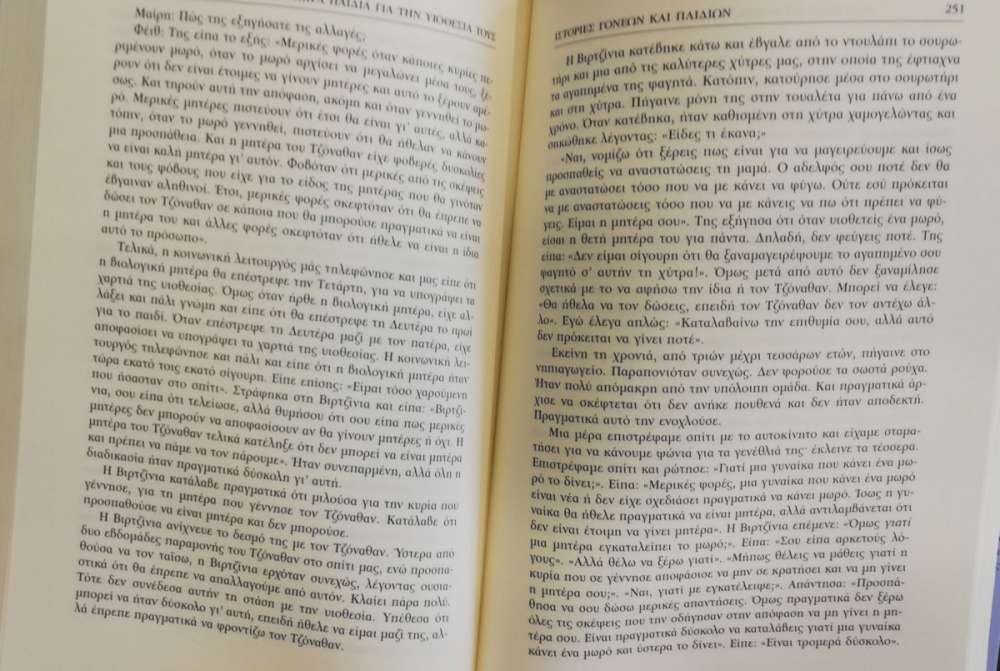 ΠΑΙΔΙΑ ΓΙΑ ΤΗΝ ΥΙΟΘΕΣΙΑ ΤΟΥΣ
Μαίρη: Πώς της εξηγήσατε τις αλλαγές;
Φέιθ: Της είπα το εξής: «Μερικές φορές όταν κάποιες κυρίες πε-
ριμένουν μωρό, όταν το μωρό αρχίσει να μεγαλώνει μέσα τους, ξέ-
ρουν ότι δεν είναι έτοιμες να γίνουν μητέρες και αυτό το ξέρουν αμέ-
σως. Και τηρούν αυτή την απόφαση, ακόμη και όταν γεννηθεί το μω-
ρό. Μερικές μητέρες πιστεύουν ότι έτσι θα είναι γι' αυτές, αλλά κα-
τόπιν, όταν το μωρό γεννηθεί, πιστεύουν ότι θα ήθελαν να κάνουν
μια προσπάθεια. Και η μητέρα του Τζόναθαν είχε φοβερές δυσκολίες
να είναι καλή μητέρα γι' αυτόν. Φοβόταν ότι μερικές από τις σκέψεις
και τους φόβους που είχε για το είδος της μητέρας που θα γινόταν
έβγαιναν αληθινοί. Έτσι, μερικές φορές σκεφτόταν ότι θα έπρεπε να
δώσει τον Τζόναθαν σε κάποια που θα μπορούσε πραγματικά να είναι
η μητέρα του και άλλες φορές σκεφτόταν ότι ήθελε να είναι η ίδια
αυτό το πρόσωπο».
Τελικά, η κοινωνική λειτουργός μάς τηλεφώνησε και μας είπε ότι
η βιολογική μητέρα θα επέστρεφε την Τετάρτη, για να υπογράψει τα
χαρτιά της υιοθεσίας. Όμως όταν ήρθε η βιολογική μητέρα, είχε αλ-
λάξει και πάλι γνώμη και είπε ότι θα επέστρεφε τη Δευτέρα το πρωί
για το παιδί. Όταν επέστρεψε τη Δευτέρα μαζί με τον πατέρα, είχε
αποφασίσει να υπογράψει τα χαρτιά της υιοθεσίας. Η κοινωνική λει-
τουργός τηλεφώνησε και πάλι και είπε ότι η βιολογική μητέρα ήταν
τώρα εκατό τοις εκατό σίγουρη. Είπε επίσης: «Είμαι τόσο χαρούμενη
που ήσασταν στο σπίτι». Στράφηκα στη Βιρτζίνια και είπα: «Βιρτζί-
νια, σου είπα ότι τελείωσε, αλλά θυμήσου ότι σου είπα πως μερικές
μητέρες δεν μπορούν να αποφασίσουν αν θα γίνουν μητέρες ή όχι. Η
μητέρα του Τζόναθαν τελικά κατέληξε ότι δεν μπορεί να είναι μητέρα
και πρέπει να πάμε να τον πάρουμε». Ήταν συνεπαρμένη, αλλά όλη η
διαδικασία ήταν πραγματικά δύσκολη γι' αυτή.
Η Βιρτζίνια κατάλαβε πραγματικά ότι μιλούσα για την κυρία που
γέννησε, για τη μητέρα που γέννησε τον Τζόναθαν. Κατάλαβε ότι
προσπαθούσε να είναι μητέρα και δεν μπορούσε.
Η Βιρτζίνια ανίχνευε το δεσμό της με τον Τζόναθαν. Ύστερα από
δυο εβδομάδες παραμονής του Τζόναθαν στο σπίτι μας, ενώ προσπα-
θούσα να τον ταΐσω, η Βιρτζίνια ερχόταν συνεχώς, λέγοντας ουσια-
στικά ότι θα έπρεπε να απαλλαγούμε από αυτόν. Κλαίει πάρα πολύ.
Τότε δεν συνέδεσα αυτήν τη στάση με την υιοθεσία. Υπέθεσα ότι
μπορεί να ήταν δύσκολο γι' αυτή, επειδή ήθελε να είμαι μαζί της, αλ-
λά έπρεπε πραγματικά να φροντίζω τον Τζόναθαν.
ΙΣΤΟΡΙΕΣ ΓΟΝΕΩΝ ΚΑΙ ΠΑΙΔΙΩΝ 251
Η Βιρτζίνια κατέβηκε κάτω και έβγαλε από το ντουλάπι το σουρω-
τήρι και μια από τις καλύτερες χύτρες μας, στην οποία της έφτιαχνα
τα αγαπημένα της φαγητά. Κατόπιν, κατούρησε μέσα στο σουρωτήρι
και στη χύτρα. Πήγαινε μόνη της στην τουαλέτα για πάνω από ένα
χρόνο. Όταν κατέβηκα, ήταν καθισμένη στη χύτρα χαμογελώντας και
σηκώθηκε λέγοντας: «Είδες τι έκανα;»
«Ναι, νομίζω ότι ξέρεις πως είναι για να μαγειρεύουμε και ίσως
προσπαθείς να αναστατώσεις τη μαμά. Ο αδελφός σου ποτέ δεν θα
με αναστατώσει τόσο που να με κάνει να φύγω. Ούτε εσύ πρόκειται
να με αναστατώσεις τόσο που να με κάνεις να πω ότι πρέπει να φύ-
γεις. Είμαι η μητέρα σου». Της εξήγησα ότι όταν υιοθετείς ένα μωρό,
είσαι η θετή μητέρα του για πάντα. Δηλαδή, δεν φεύγεις ποτέ. Της
είπα: «Δεν είμαι σίγουρη ότι θα ξαναμαγειρέψουμε το αγαπημένο σου
φαγητό σ' αυτήν τη χύτρα!». Όμως μετά από αυτό δεν ξαναμίλησε
σχετικά με το να αφήσω την ίδια ή τον Τζόναθαν. Μπορεί να έλεγε:
«Θα ήθελα να τον δώσεις, επειδή τον Τζόναθαν δεν τον αντέχω άλ-
λο». Εγώ έλεγα απλώς: «Καταλαβαίνω την επιθυμία σου, αλλά αυτό
δεν πρόκειται να γίνει ποτέ».
Εκείνη τη χρονιά, από τριών μέχρι τεσσάρων ετών, πήγαινε στο
νηπιαγωγείο. Παραπονιόταν συνεχώς. Δεν φορούσε τα σωστά ρούχα.
Ήταν πολύ απόμακρη από την υπόλοιπη ομάδα. Και πραγματικά άρ-
χισε να σκέφτεται ότι δεν ανήκε πουθενά και δεν ήταν αποδεκτή.
Πραγματικά αυτό την ενοχλούσε.
Μια μέρα επιστρέφαμε σπίτι με το αυτοκίνητο και είχαμε σταμα-
τήσει για να κάνουμε ψώνια για τα γενέθλιά της· έκλεινε τα τέσσερα.
Επιστρέψαμε σπίτι και ρώτησε: «Γιατί μια γυναίκα που κάνει ένα μω-
ρό το δίνει;». Είπα: «Μερικές φορές, μια γυναίκα που κάνει ένα μωρό
είναι νέα ή δεν είχε σχεδιάσει πραγματικά να κάνει μωρό. Ίσως η γυ-
ναίκα θα ήθελε πραγματικά να είναι μητέρα, αλλά αντιλαμβάνεται ότι
δεν είναι έτοιμη να γίνει μητέρα». Η Βιρτζίνια επέμενε: «Όμως γιατί
μια μητέρα εγκαταλείπει το μωρό;». Είπα: «Σου είπα αρκετούς λό-
γους». «Αλλά θέλω να ξέρω γιατί». «Μήπως θέλεις να μάθεις γιατί η
κυρία που σε γέννησε αποφάσισε να μην σε κρατήσει και να μη γίνει
η μητέρα σου;». «Ναι, γιατί με εγκατέλειψε;». Απάντησα: «Προσπά-
θησα να σου δώσω μερικές απαντήσεις. Όμως πραγματικά δεν ξέρω
όλες τις σκέψεις που την οδήγησαν στην απόφαση να μη γίνει η μη-
τέρα σου. Είναι πραγματικά δύσκολο να καταλάβεις γιατί μια γυναίκα
κάνει ένα μωρό και ύστερα το δίνει». Είπε: «Είναι τρομερά δύσκολο».